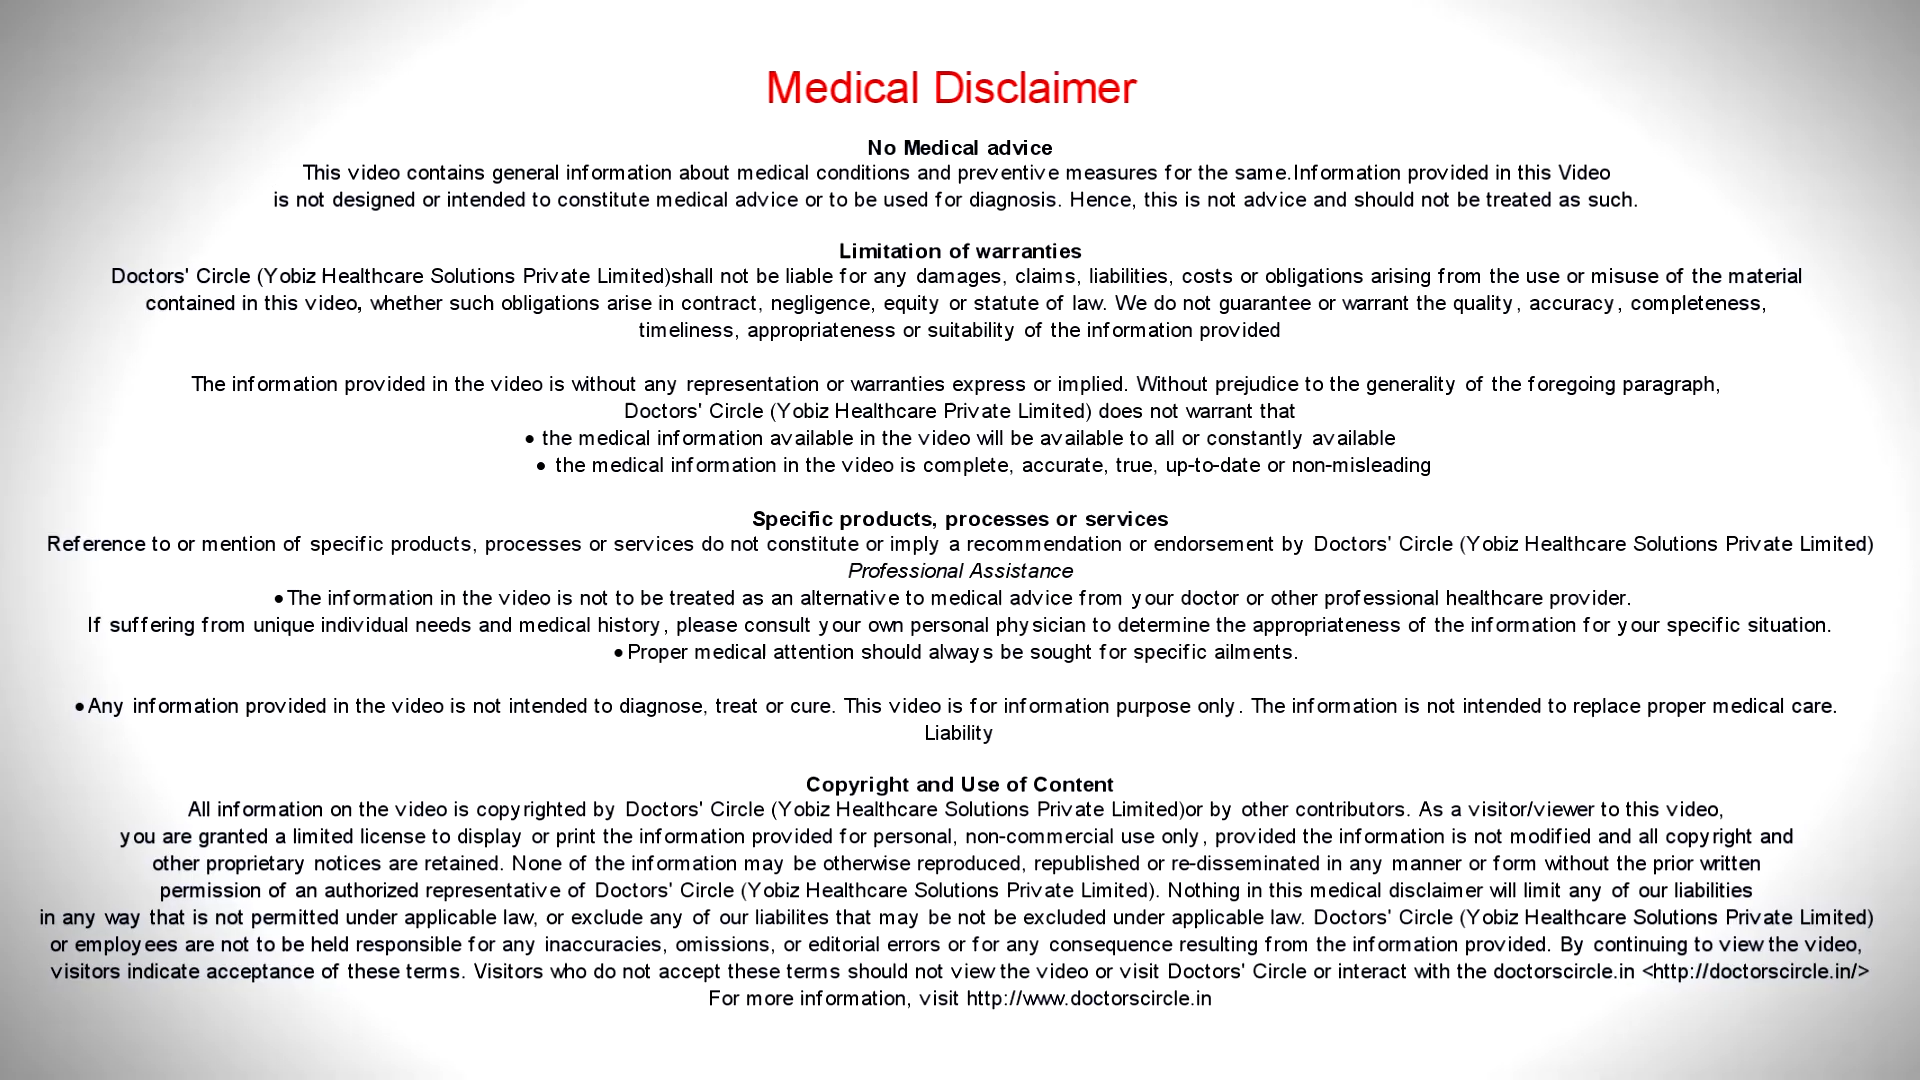 Medical Disclaimer
No Medical advice
This video contains general information about medical conditions and preventive measures for the same.Information provided in this Video
is not designed or intended to constitute medical advice or to be used for diagnosis. Hence, this is not advice and should not be treated as such.
Limitation of warranties
Doctors' Circle (Yobiz Healthcare Solutions Private Limited)shall not be liable for any damages, claims, liabilities, costs or obligations arising from the use or misuse of the material
contained in this video, whether such obligations arise in contract, negligence, equity or statute of law. We do not guarantee or warrant the quality, accuracy, completeness,
timeliness, appropriateness or suitability of the information provided
The information provided in the video is without any representation or warranties express or implied. Without prejudice to the generality of the foregoing paragraph,
Doctors' Circle (Yobiz Healthcare Private Limited) does not warrant that
• the medical information available in the video will be available to all or constantly available
• the medical information in the video is complete, accurate, true, up-to-date or non-misleading
Specific products, processes or services
Reference to or mention of specific products, processes or services do not constitute or imply a recommendation or endorsement by Doctors' Circle (Yobiz Healthcare Solutions Private Limited)
Professional Assistance
•The information in the video is not to be treated as an alternative to medical advice from your doctor or other professional healthcare provider.
If suffering from unique individual needs and medical history, please consult your own personal physician to determine the appropriateness of the information for your specific situation.
•Proper medical attention should always be sought for specific ailments.
•Any information provided in the video is not intended to diagnose, treat or cure. This video is for information purpose only. The information is not intended to replace proper medical care.
Liability
Copyright and Use of Content
All information on the video is copyrighted by Doctors' Circle (Yobiz Healthcare Solutions Private Limited)or by other contributors. As a visitor/viewer to this video,
you are granted a limited license to display or print the information provided for personal, non-commercial use only, provided the information is not modified and all copyright and
other proprietary notices are retained. None of the information may be otherwise reproduced, republished or re-disseminated in any manner or form without the prior written
permission of an authorized representative of Doctors' Circle (Yobiz Healthcare Solutions Private Limited). Nothing in this medical disclaimer will limit any of our liabilities
in any way that is not permitted under applicable law, or exclude any of our liabilites that may be not be excluded under applicable law. Doctors' Circle (Yobiz Healthcare Solutions Private Limited)
or employees are not to be held responsible for any inaccuracies, omissions, or editorial errors or for any consequence resulting from the information provided. By continuing to view the video,
visitors indicate acceptance of these terms. Visitors who do not accept these terms should not view the video or visit Doctors' Circle or interact with the doctorscircle.in <http://doctorscircle.in/>
For more information, visit http://www.doctorscircle.in